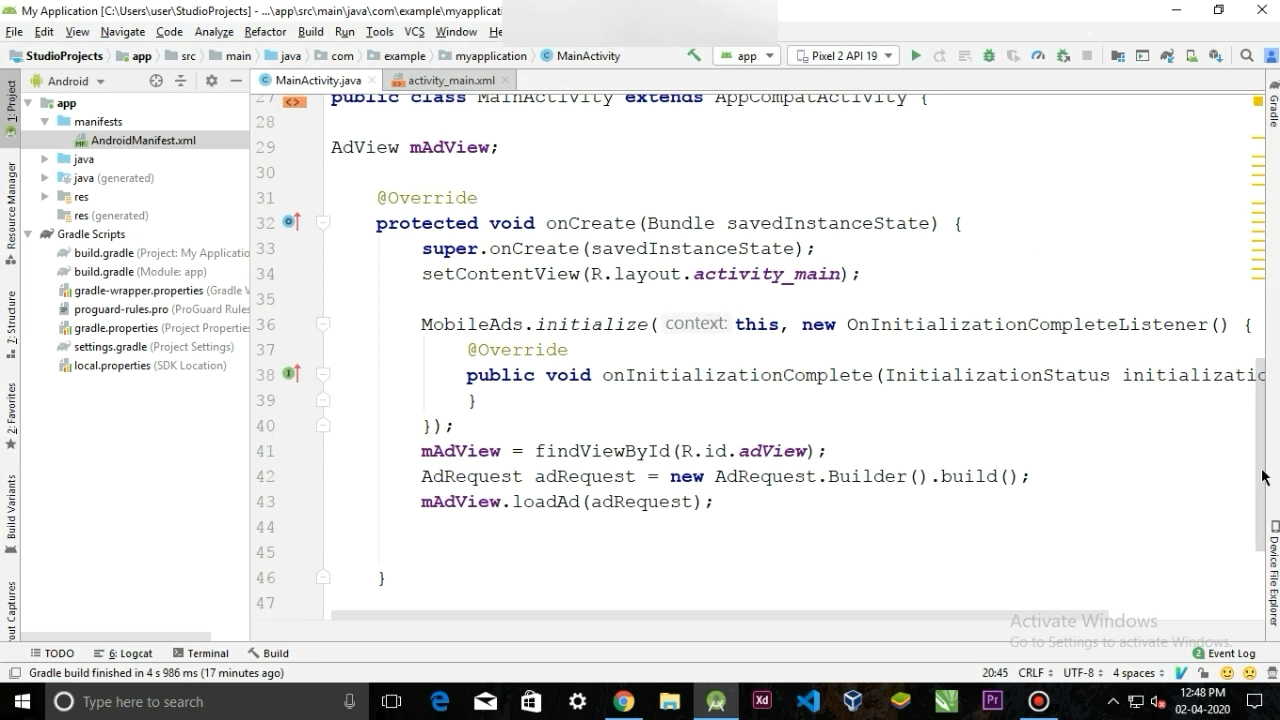 My Application [C:\Users\user\StudioProjects] - ...\app\src\main\java\com\example\myapplicati
File Edit View Navigate Code Analyze Refactor Build Run Tools VCS Window He
StudioProjects app src main java com example myapplication MainActivity app Pixel 2 API 19
Android MainActivity.java activity_main.xml
1: Project
Resource Manager
Z: Structure
2: Favorites
Build Variants
out Captures
app
manifests
AndroidManifest.xml
java
java (generated)
res
res (generated)
Gradle Scripts
build.gradle (Project: My Applicatio
build.gradle (Module: app)
gradle-wrapper.properties (Gradle V
proguard-rules.pro (ProGuard Rules
gradle.properties (Project Propertie
settings.gradle (Project Settings)
local.properties (SDK Location)
27 public class MainActivity extends AppCompatActivity {
28
29 AdView mAdView;
30
31 @Override
32 protected void onCreate(Bundle savedInstanceState) {
33 super.onCreate(savedInstanceState);
34 setContentView(R.layout.activity_main);
35
36 MobileAds.initialize( context: this, new OnInitializationCompleteListener() {
37 @Override
38 public void onInitializationComplete(InitializationStatus initializatio
39 }
40 });
41 mAdView = findViewById(R.id.adView);
42 AdRequest adRequest = new AdRequest.Builder().build();
43 mAdView.loadAd(adRequest);
44
45
46 }
47
Gradle
Device File Explorer
Activate Windows
Go to Settings to activate Windows.
TODO 6: Logcat Terminal Build 2 Event Log
Gradle build finished in 4 s 986 ms (17 minutes ago) 20:45 CRLF UTF-8 4 spaces
Type here to search Xd Pr 12:48 PM
02-04-2020